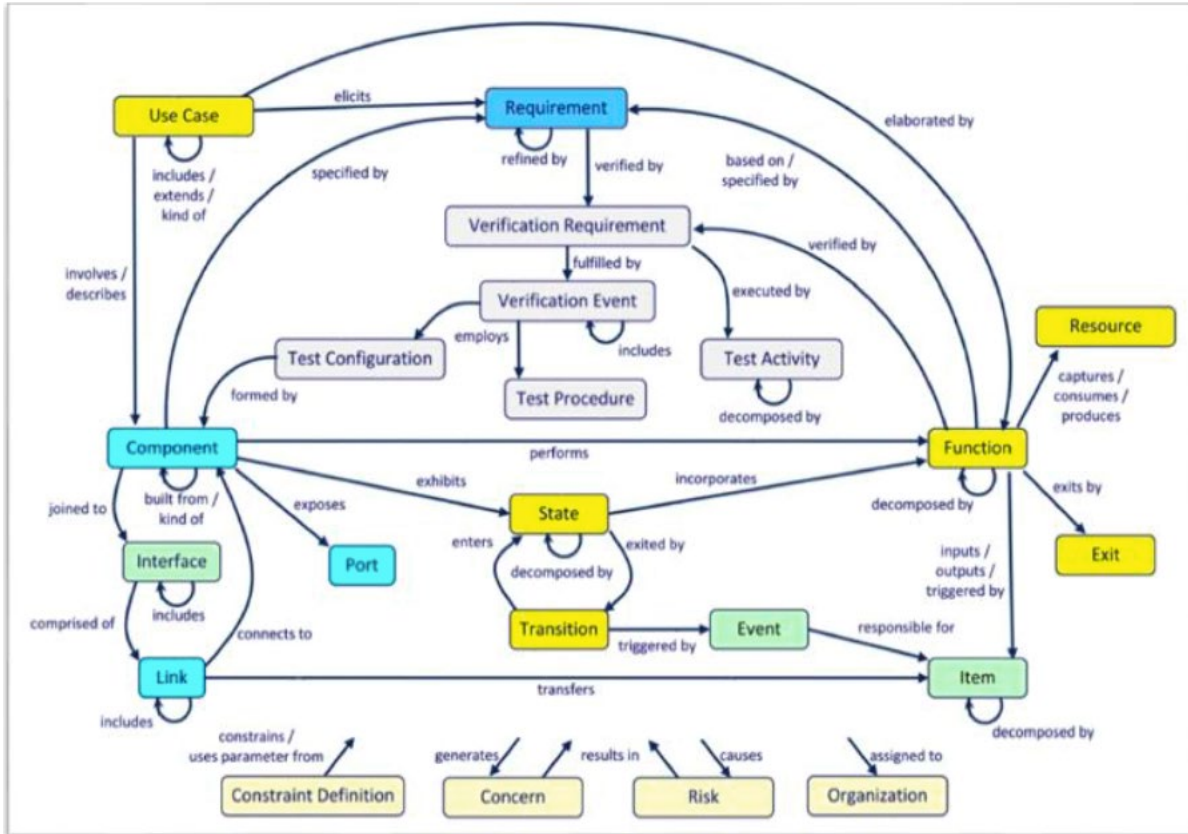 Use Case
elicits
Requirement
elaborated by
includes /
extends /
kind of
refined by
specified by
verified by
based on /
specified by
Verification Requirement
verified by
involves /
describes
fulfilled by
executed by
Verification Event
Resource
employs
includes
Test Configuration
Test Activity
captures /
consumes /
produces
formed by
Test Procedure
decomposed by
Component
performs
Function
exhibits
incorporates
built from /
kind of
exposes
decomposed by
exits by
joined to
State
enters
exited by
Interface
Port
decomposed by
inputs /
outputs /
triggered by
Exit
includes
comprised of
connects to
Transition
triggered by
Event
responsible for
Link
transfers
Item
includes
decomposed by
constrains /
uses parameter from
generates
results in
causes
assigned to
Constraint Definition
Concern
Risk
Organization